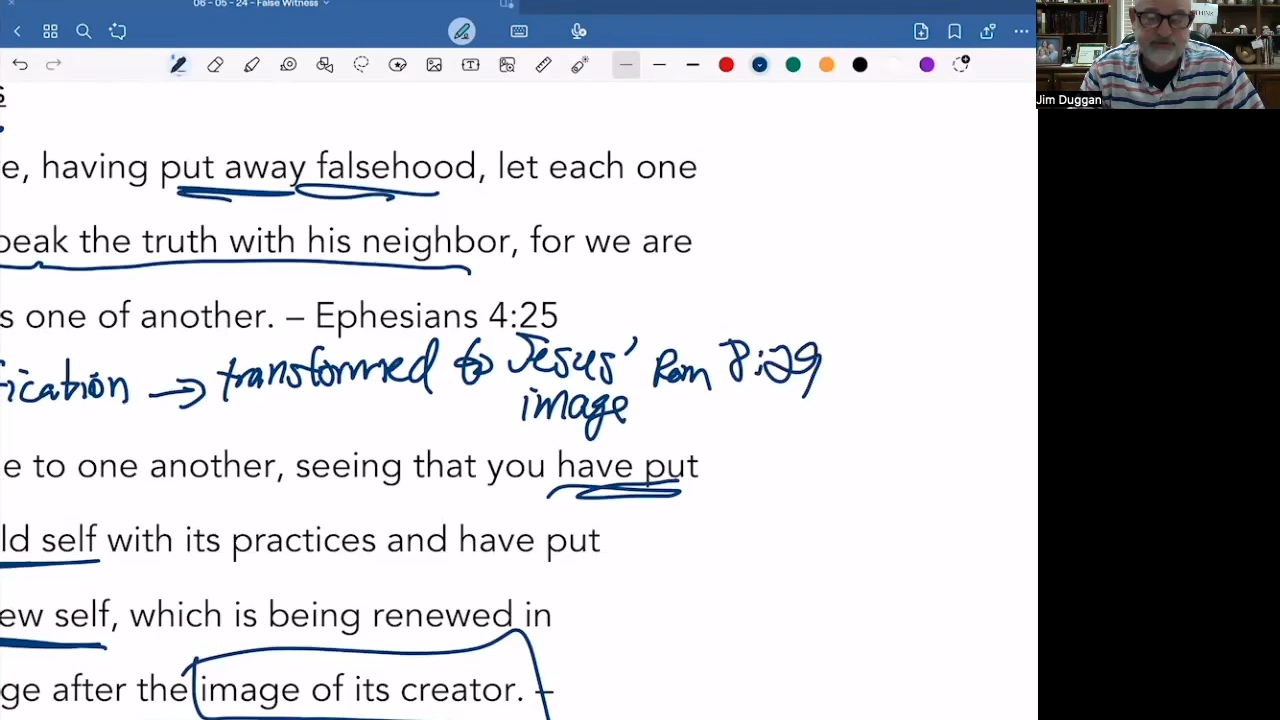 06 - 05 - 24 - False Witness
THINK
Jim Duggan
s
e, having put away falsehood, let each one
peak the truth with his neighbor, for we are
s one of another. – Ephesians 4:25
fication → transformed to Jesus' Rom 8:29
image
e to one another, seeing that you have put
ld self with its practices and have put
ew self, which is being renewed in
ge after the image of its creator. –